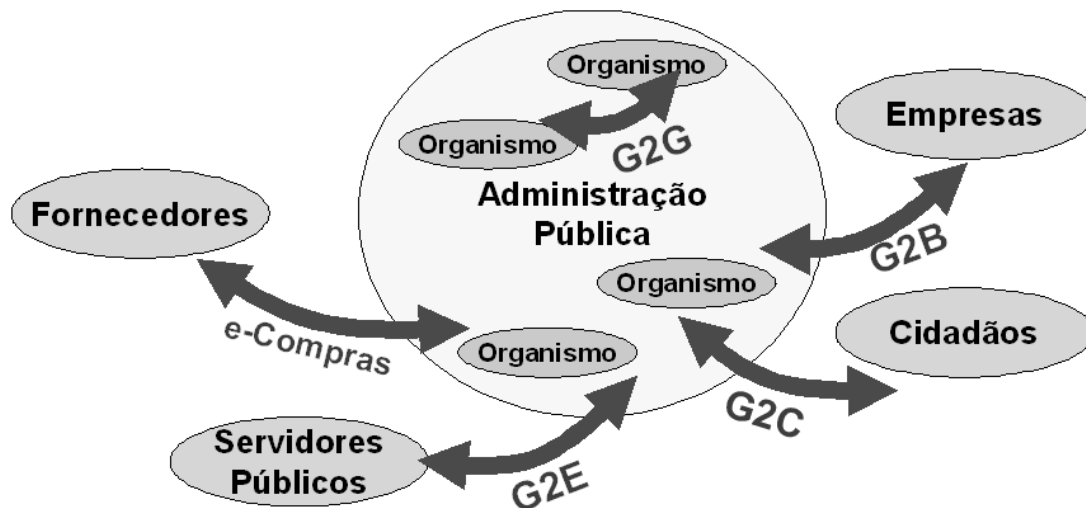 Organismo
Organismo
G2G
Empresas
Administração
Pública
Fornecedores
G2B
Organismo
Cidadãos
e-Compras
Organismo
G2C
Servidores
Públicos
G2E